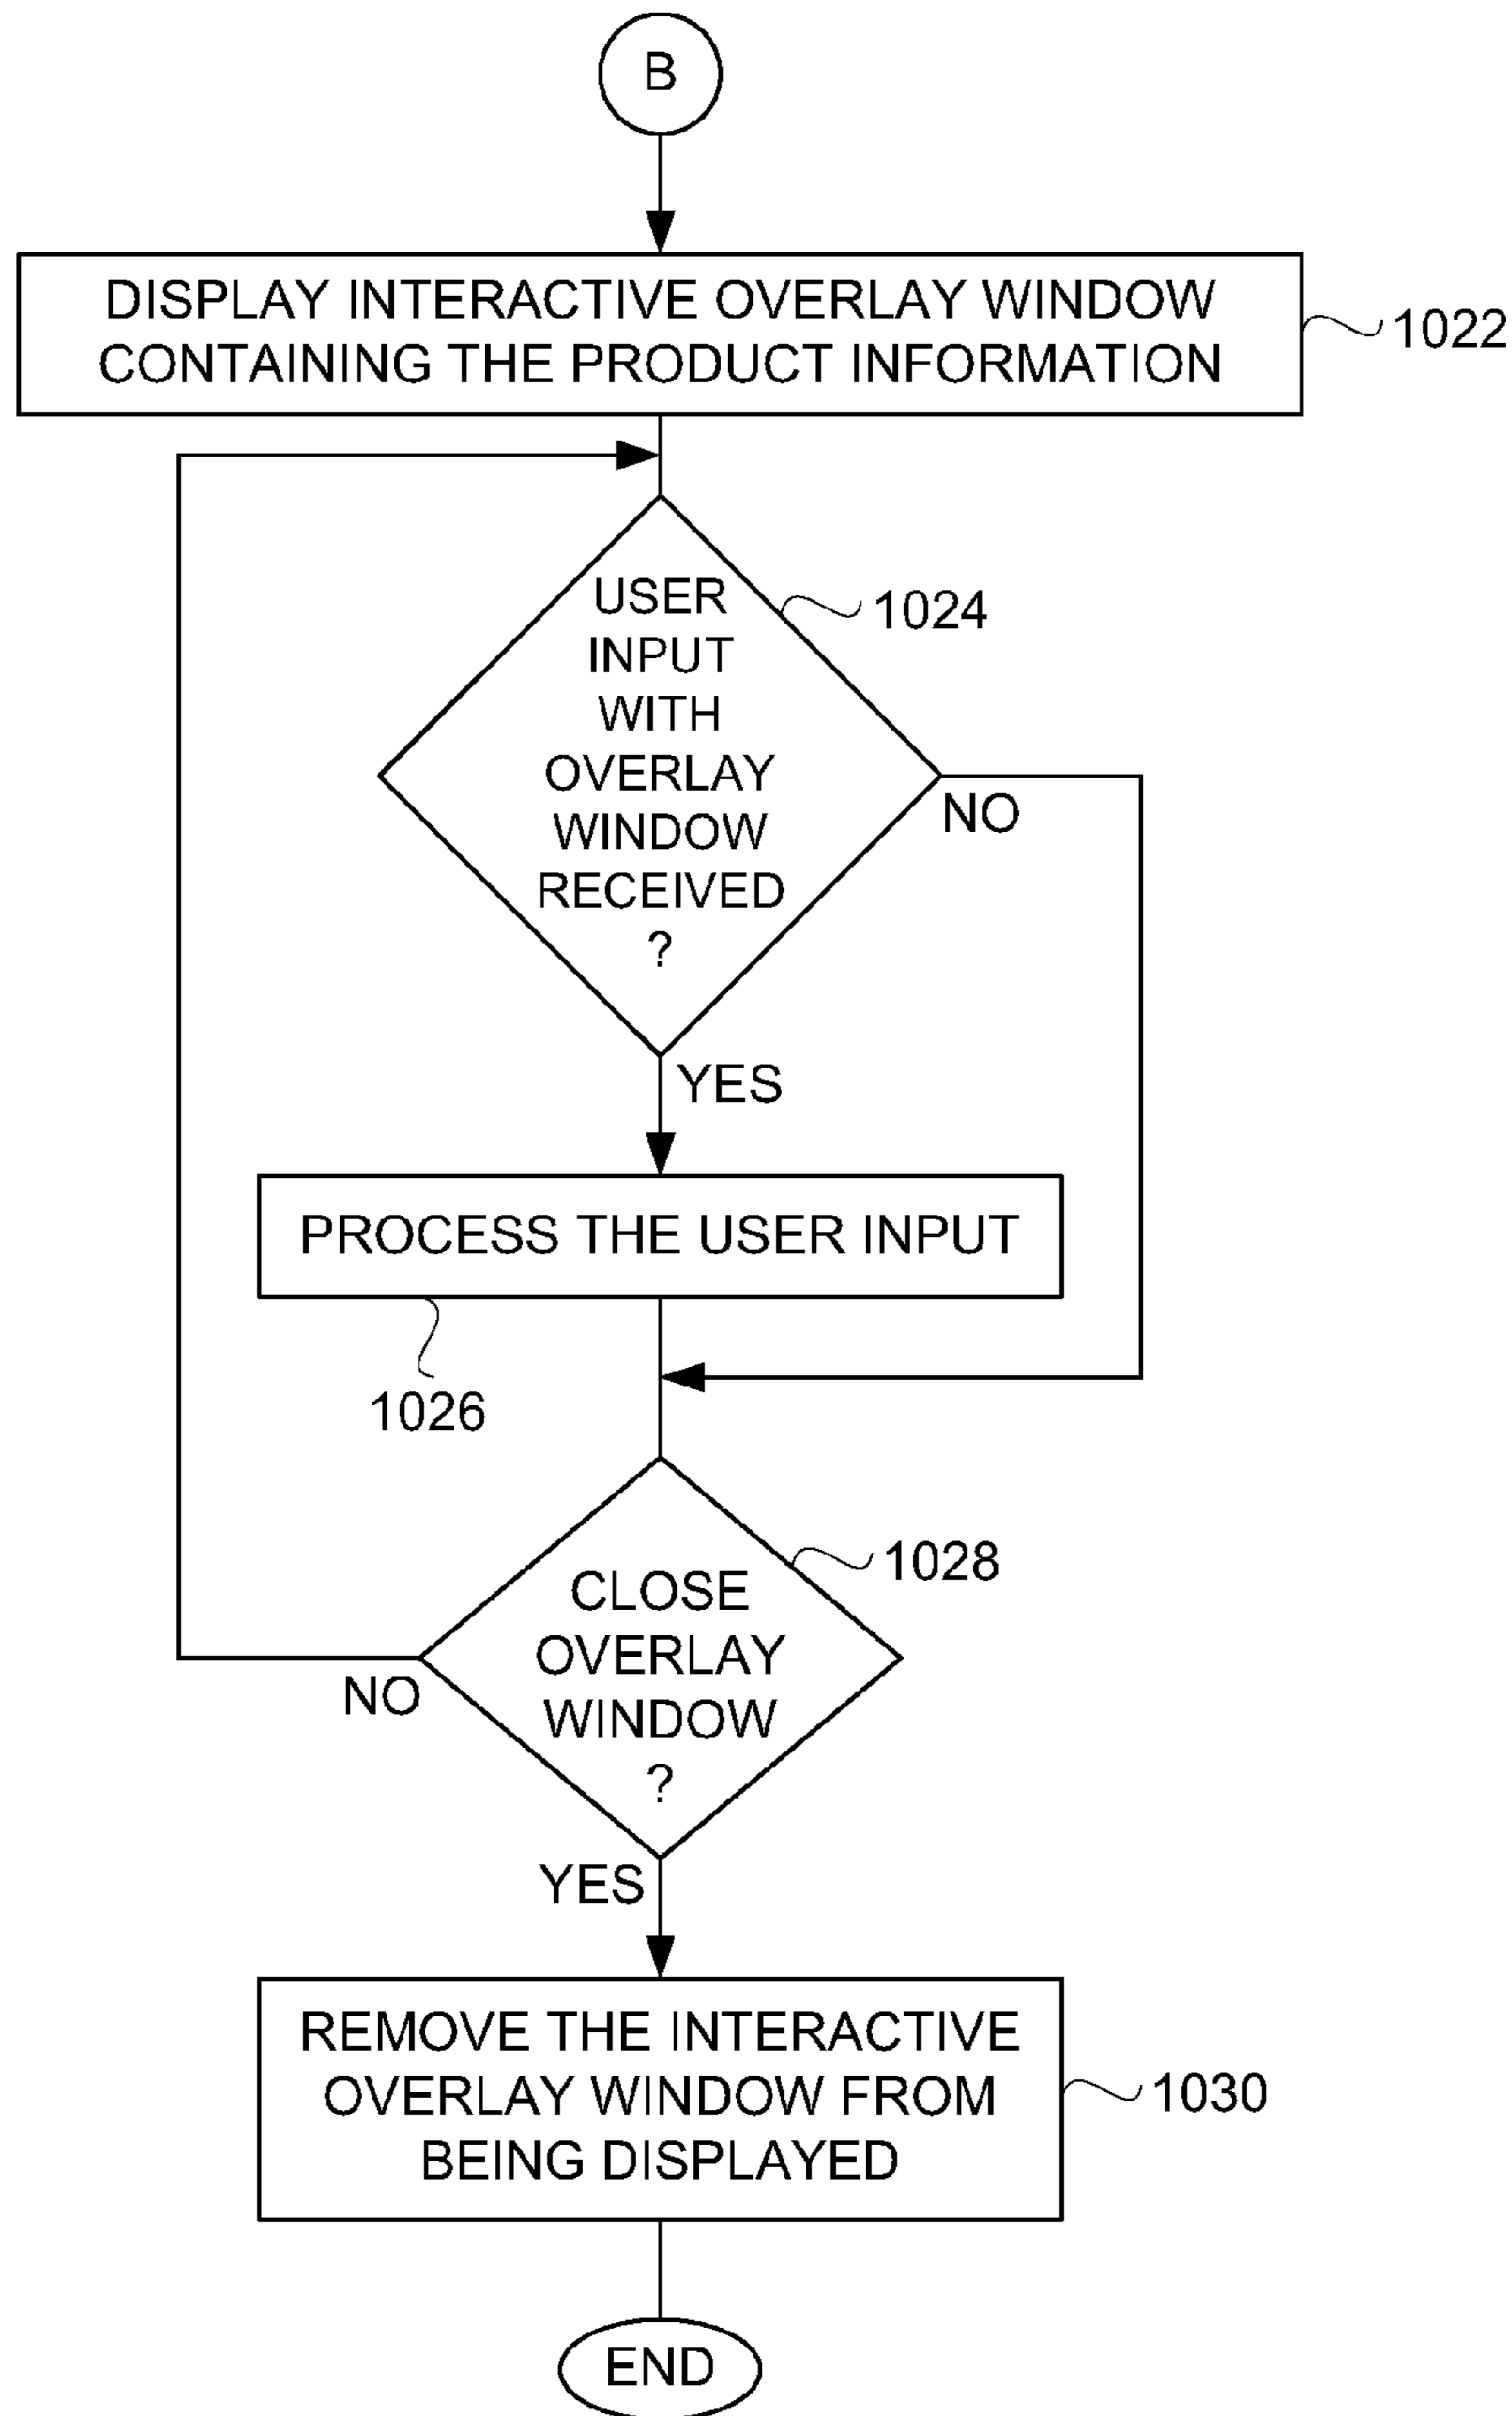 B
DISPLAY INTERACTIVE OVERLAY WINDOW
CONTAINING THE PRODUCT INFORMATION
1022
USER
INPUT
WITH
OVERLAY
WINDOW
RECEIVED
?
1024
NO
YES
PROCESS THE USER INPUT
1026
CLOSE
OVERLAY
WINDOW
?
1028
NO
YES
REMOVE THE INTERACTIVE
OVERLAY WINDOW FROM
BEING DISPLAYED
1030
END